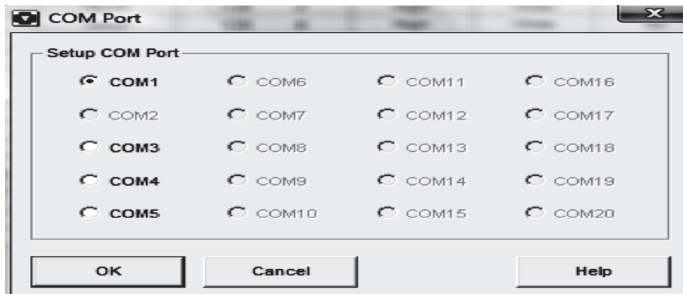 COM Port
Setup COM Port
COM1 COM6 COM11 COM16
COM2 COM7 COM12 COM17
COM3 COM8 COM13 COM18
COM4 COM9 COM14 COM19
COM5 COM10 COM15 COM20
OK Cancel Help